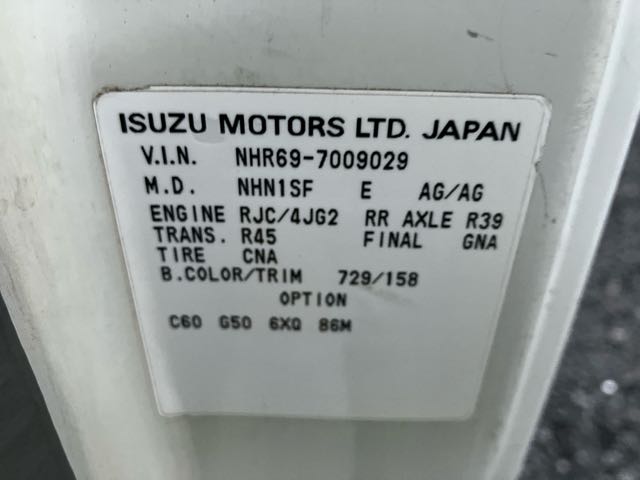 ISUZU MOTORS LTD. JAPAN
V.I.N. NHR69-7009029
M.D. NHN1SF E AG/AG
ENGINE RJC/4JG2 RR AXLE R39
TRANS. R45 FINAL GNA
TIRE CNA
B.COLOR/TRIM 729/158
OPTION
C60 G50 6XQ 86M